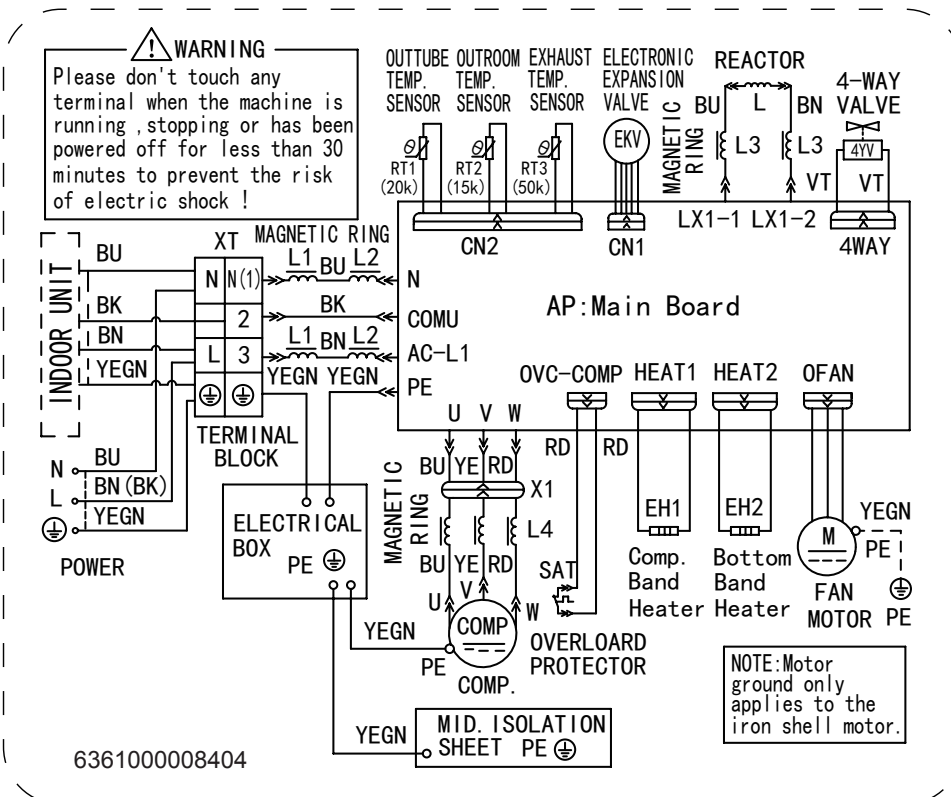 WARNING
Please don't touch any
terminal when the machine is
running ,stopping or has been
powered off for less than 30
minutes to prevent the risk
of electric shock !
OUTTUBE
TEMP.
SENSOR
OUTROOM
TEMP.
SENSOR
EXHAUST
TEMP.
SENSOR
ELECTRONIC
EXPANSION
VALVE
REACTOR
4-WAY
VALVE
BU
L
BN
MAGNETIC
RING
EKV
L3
L3
4YV
RT1
(20k)
RT2
(15k)
RT3
(50k)
VT
VT
CN2
CN1
LX1-1
LX1-2
4WAY
INDOOR UNIT
BU
BK
BN
YEGN
XT
MAGNETIC RING
L1
BU
L2
N
N(1)
N
2
BK
COMU
L
3
L1
BN
L2
AC-L1
YEGN
YEGN
PE
AP:Main Board
OVC-COMP
HEAT1
HEAT2
OFAN
TERMINAL
BLOCK
U
V
W
RD
RD
N
BU
L
BN(BK)
YEGN
POWER
MAGNETIC
RING
BU
YE
RD
X1
L4
BU
YE
RD
ELECTRICAL
BOX
PE
EH1
Comp.
Band
Heater
EH2
Bottom
Band
Heater
M
YEGN
PE
FAN
MOTOR
PE
SAT
U
V
W
COMP
OVERLOARD
PROTECTOR
YEGN
PE
COMP.
NOTE:Motor
ground only
applies to the
iron shell motor.
YEGN
MID. ISOLATION
SHEET PE
6361000008404